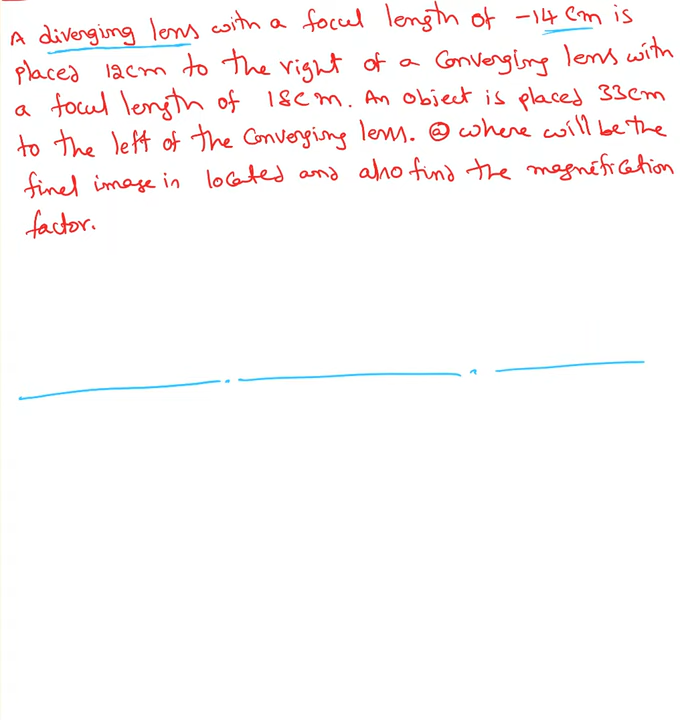 A diverging lens with a focal length of -14 cm is
placed 12cm to the right of a Converging lens with
a focal length of 18cm. An object is placed 33cm
to the left of the Converging lens. @ where will be the
final image in located and also find the magnification
factor.